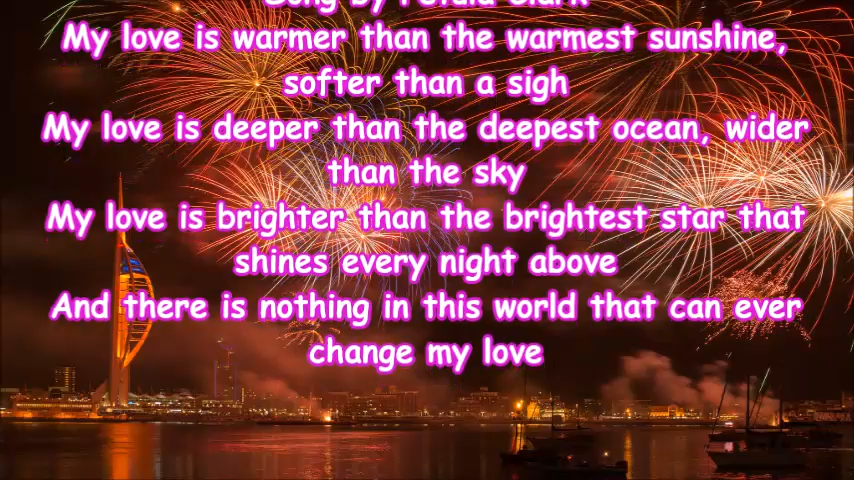 Song by Petula Clark
My love is warmer than the warmest sunshine,
softer than a sigh
My love is deeper than the deepest ocean, wider
than the sky
My love is brighter than the brightest star that
shines every night above
And there is nothing in this world that can ever
change my love